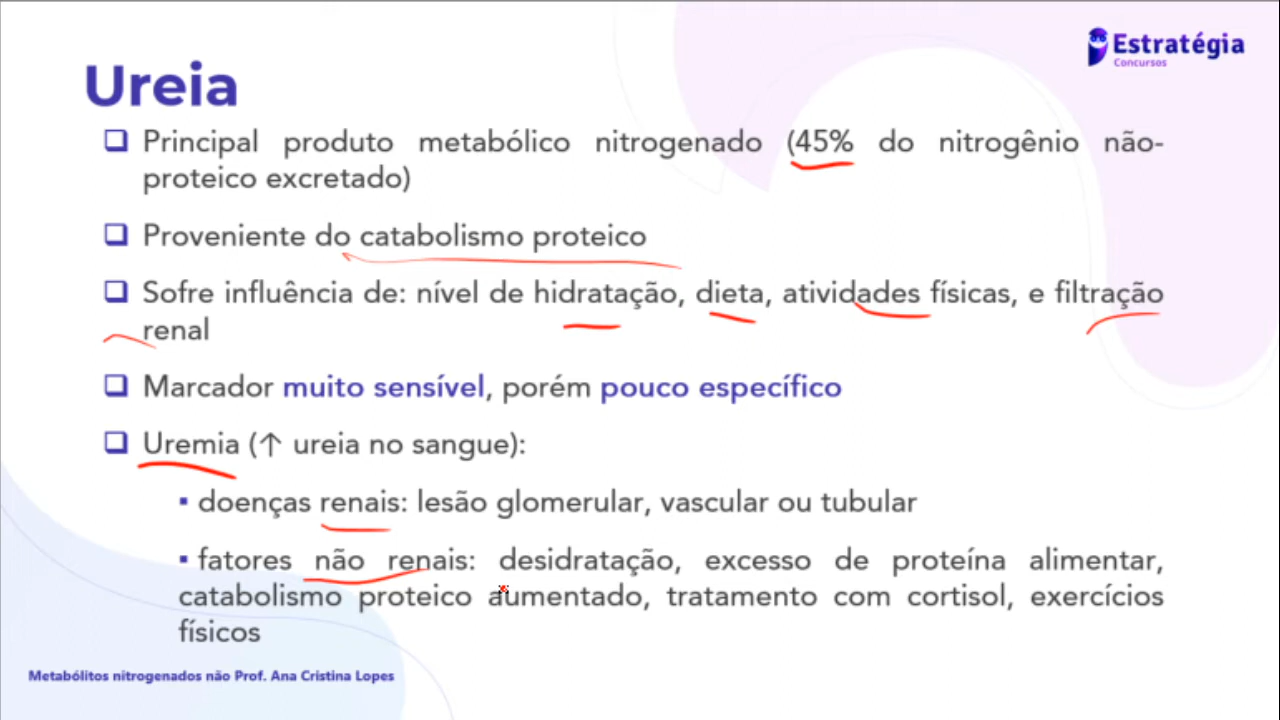 Estratégia
Concursos
Ureia
Principal produto metabólico nitrogenado (45% do nitrogênio não-
proteico excretado)
Proveniente do catabolismo proteico
Sofre influência de: nível de hidratação, dieta, atividades físicas, e filtração
renal
Marcador muito sensível, porém pouco específico
Uremia (↑ ureia no sangue):
doenças renais: lesão glomerular, vascular ou tubular
fatores não renais: desidratação, excesso de proteína alimentar,
catabolismo proteico aumentado, tratamento com cortisol, exercícios
físicos
Metabólitos nitrogenados não Prof. Ana Cristina Lopes